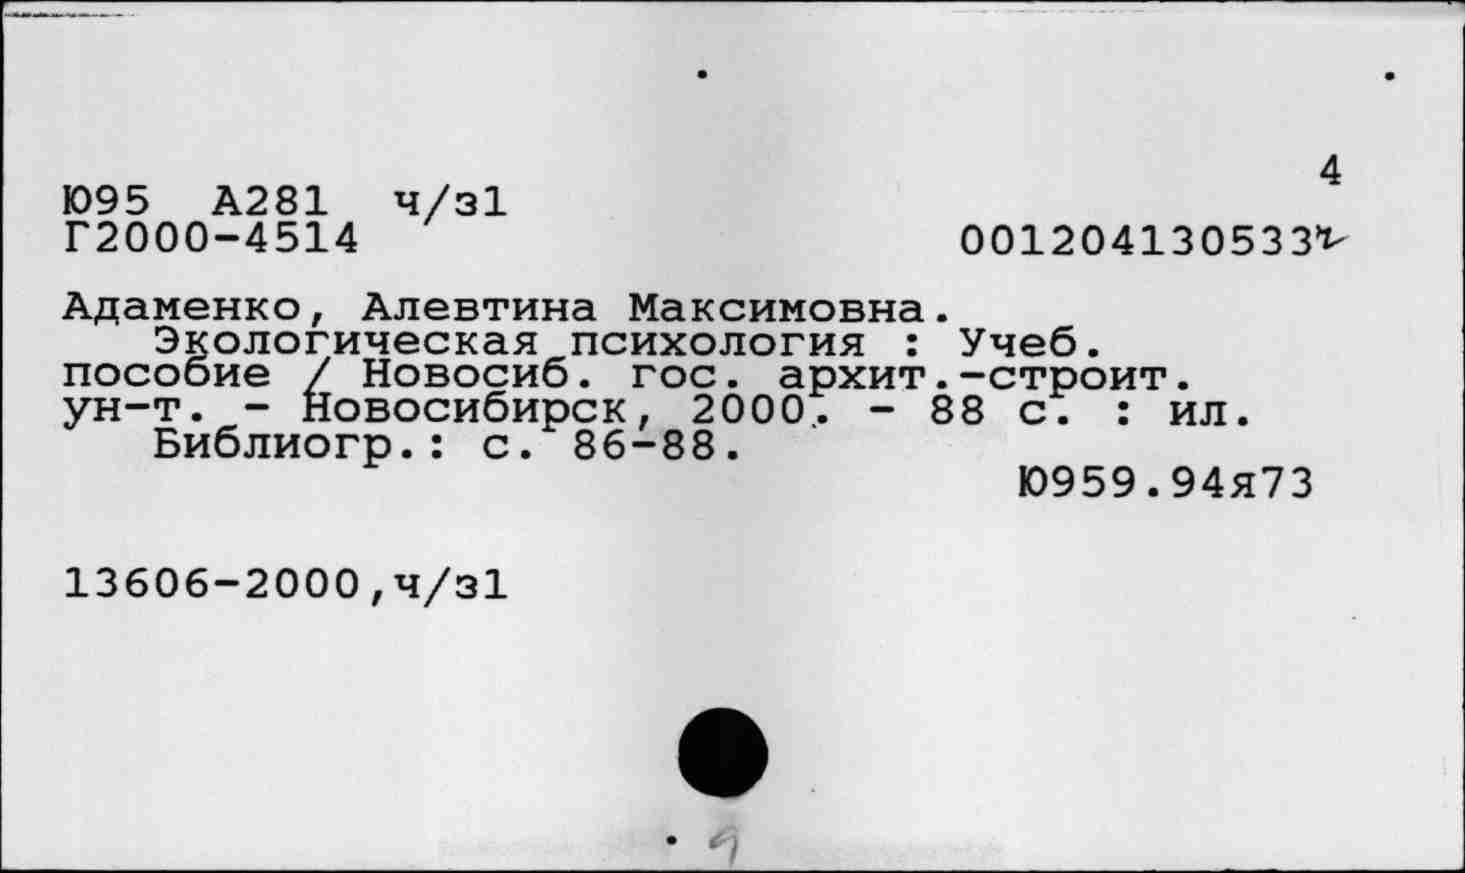 4
Ю95 А281 ч/з1
Г2000-4514 001204130533
Адаменко, Алевтина Максимовна.
Экологическая психология : Учеб.
пособие / Новосиб. гос. архит.-строит.
ун-т. - Новосибирск, 2000. - 88 с. : ил.
Библиогр.: с. 86-88.
Ю959.94я73
13606-2000,ч/з1